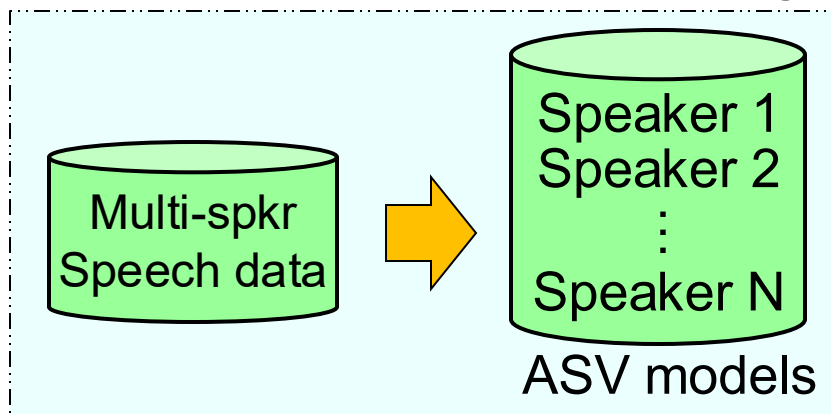 Multi-spkr
Speech data
Speaker 1
Speaker 2
⋮
Speaker N
ASV models